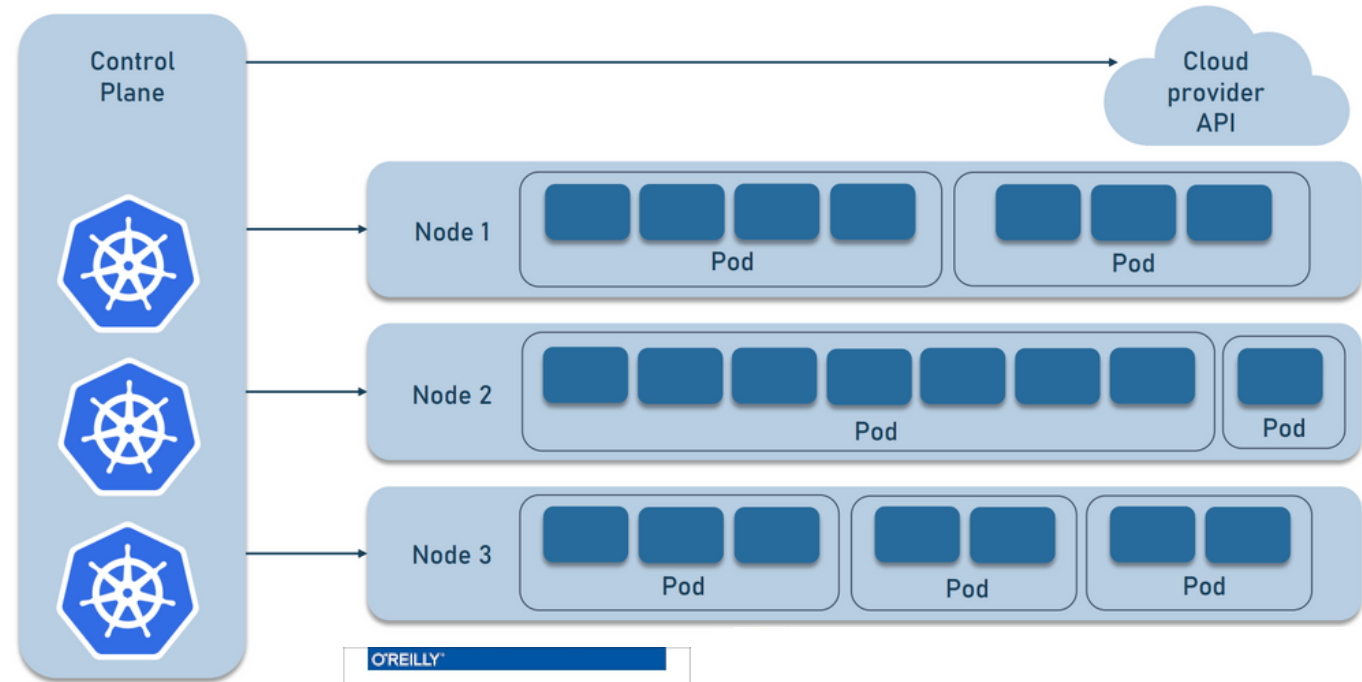 Control
Plane
Cloud
provider
API
Node 1
Pod
Pod
Node 2
Pod
Pod
Node 3
Pod
Pod
Pod
O'REILLY®